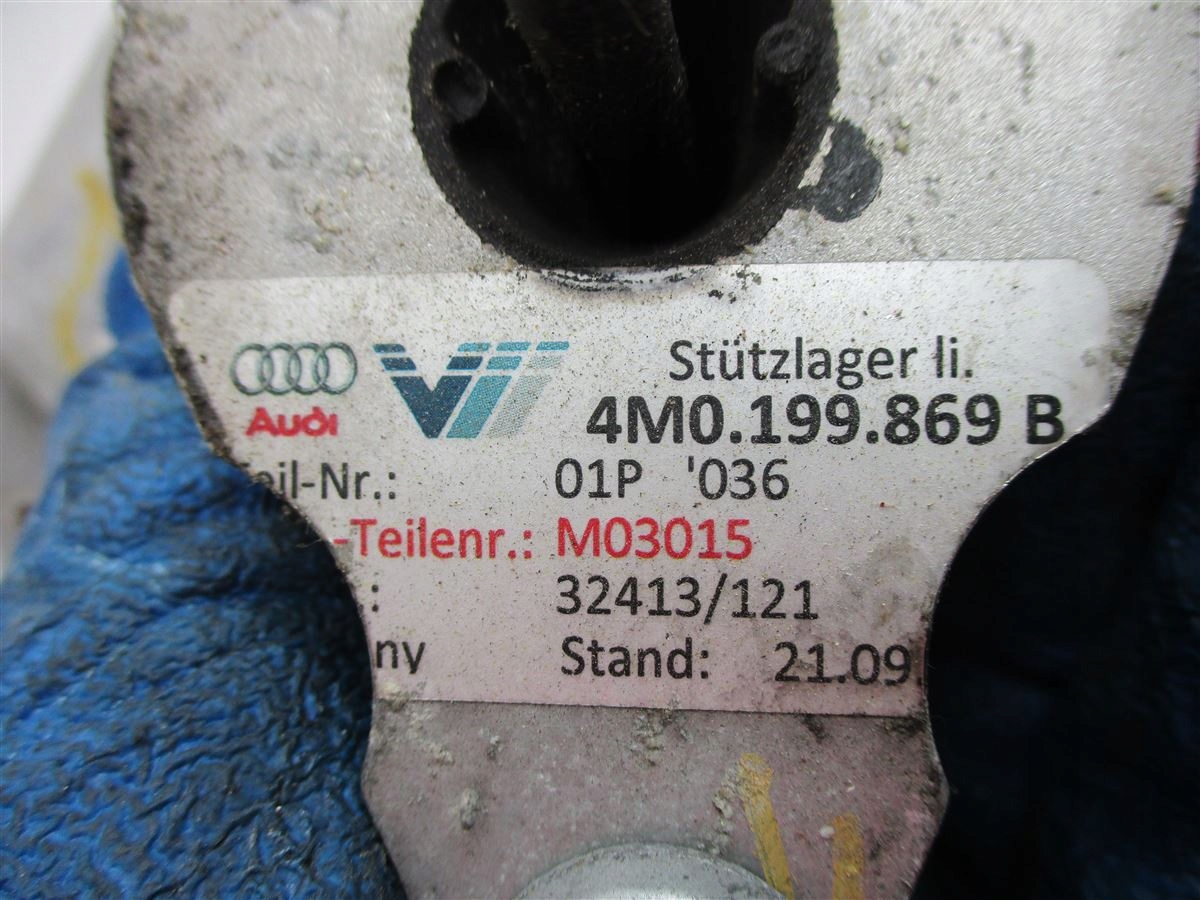 Stützlager li.
Audi 4M0.199.869 B
eil-Nr.: 01P '036
-Teilenr.: M03015
: 32413/121
ny Stand: 21.09